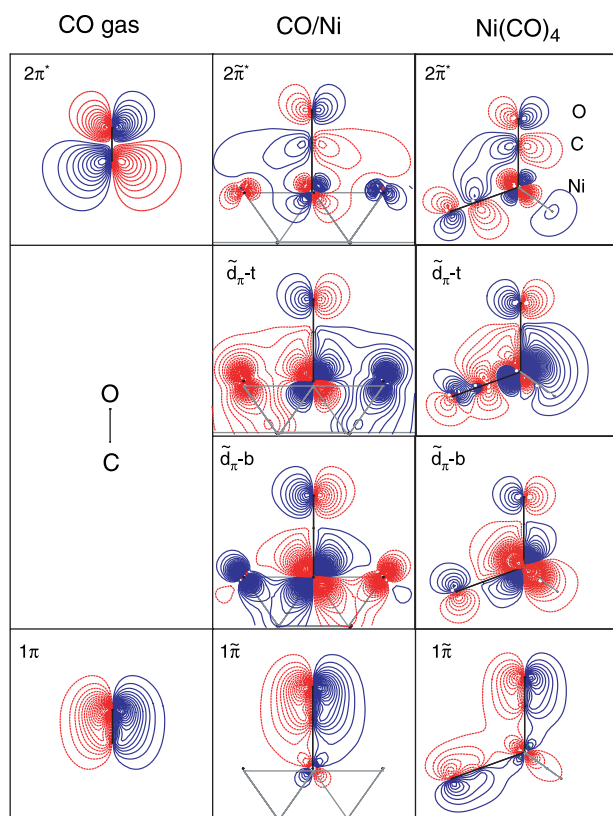 CO gas CO/Ni Ni(CO)₄
2π* 2π̃* 2π̃*
O
C
Ni
d̃π-t d̃π-t
O
C
d̃π-b d̃π-b
1π 1π̃ 1π̃